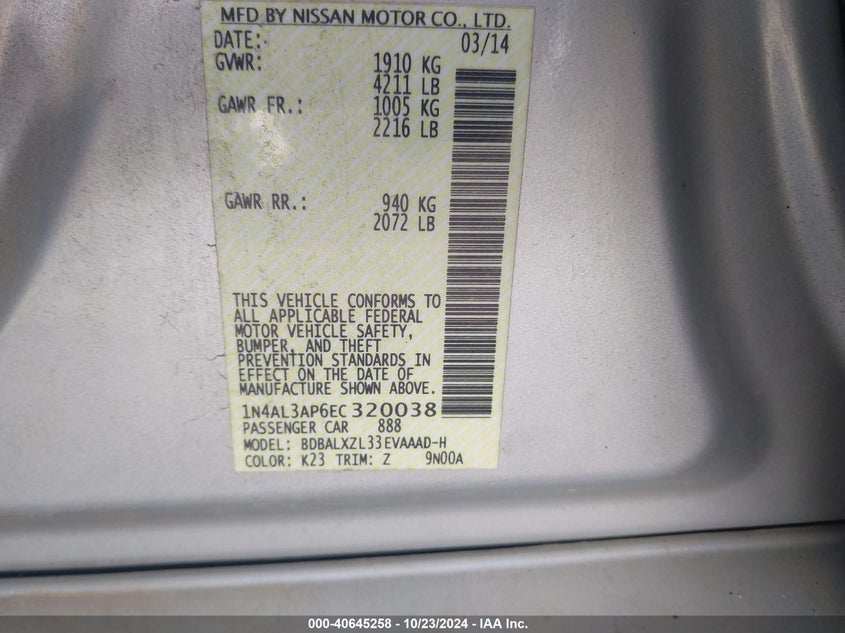 MFD BY NISSAN MOTOR CO., LTD.
DATE: 03/14
GVWR: 1910 KG
4211 LB
GAWR FR.: 1005 KG
2216 LB
GAWR RR.: 940 KG
2072 LB
THIS VEHICLE CONFORMS TO
ALL APPLICABLE FEDERAL
MOTOR VEHICLE SAFETY,
BUMPER, AND THEFT
PREVENTION STANDARDS IN
EFFECT ON THE DATE OF
MANUFACTURE SHOWN ABOVE.
1N4AL3AP6EC 320038
PASSENGER CAR 888
MODEL: BDBALXZL33EVAAAD-H
COLOR: K23 TRIM: Z 9N00A
000-40645258 - 10/23/2024 - IAA Inc.